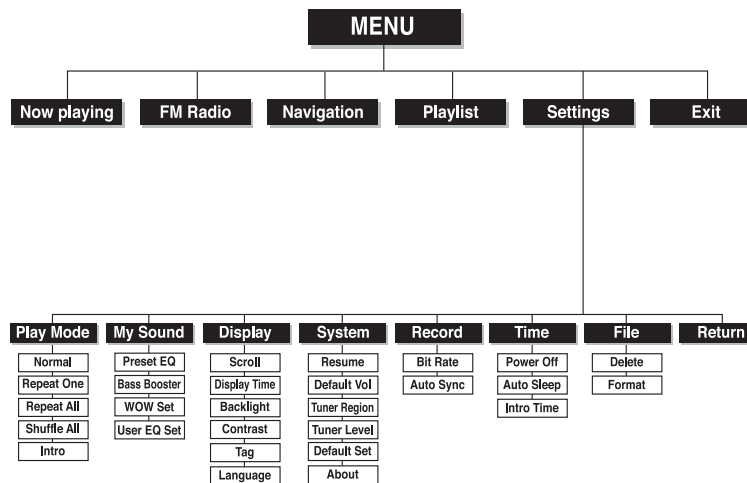 MENU
Now playing
FM Radio
Navigation
Playlist
Settings
Exit
Play Mode
My Sound
Display
System
Record
Time
File
Return
Normal
Repeat One
Repeat All
Shuffle All
Intro
Preset EQ
Bass Booster
WOW Set
User EQ Set
Scroll
Display Time
Backlight
Contrast
Tag
Language
Resume
Default Vol
Tuner Region
Tuner Level
Default Set
About
Bit Rate
Auto Sync
Power Off
Auto Sleep
Intro Time
Delete
Format